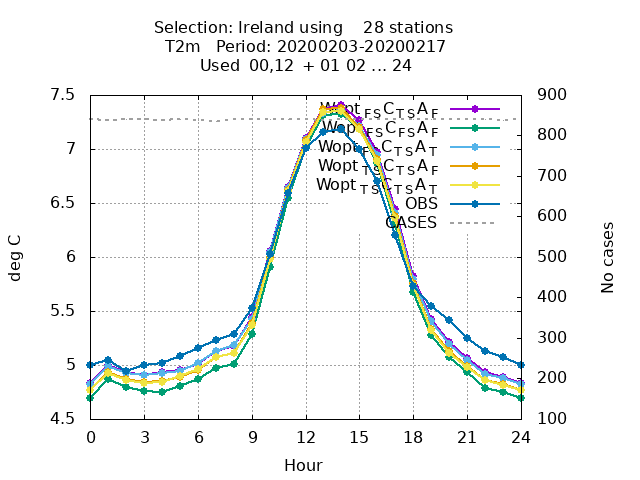 Selection: Ireland using    28 stations
T2m   Period: 20200203-20200217
Used  00,12  + 01 02 ... 24
7.5
7
6.5
6
5.5
5
4.5
deg C
900
800
700
600
500
400
300
200
100
No cases
Wopt FS C TS A F
Wopt FS C FS A F
Wopt FS C TS A T
Wopt TS C TS A F
Wopt TS C TS A T
OBS
CASES
0 3 6 9 12 15 18 21 24
Hour